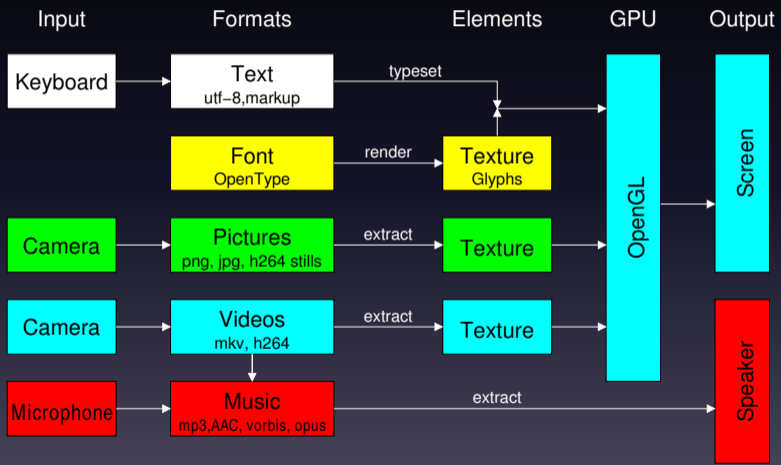 Input Formats Elements GPU Output
Keyboard
Text
utf-8,markup
typeset
Font
OpenType
render
Texture
Glyphs
Camera
Pictures
png, jpg, h264 stills
extract
Texture
Camera
Videos
mkv, h264
extract
Texture
Microphone
Music
mp3,AAC, vorbis, opus
extract
OpenGL
Screen
Speaker